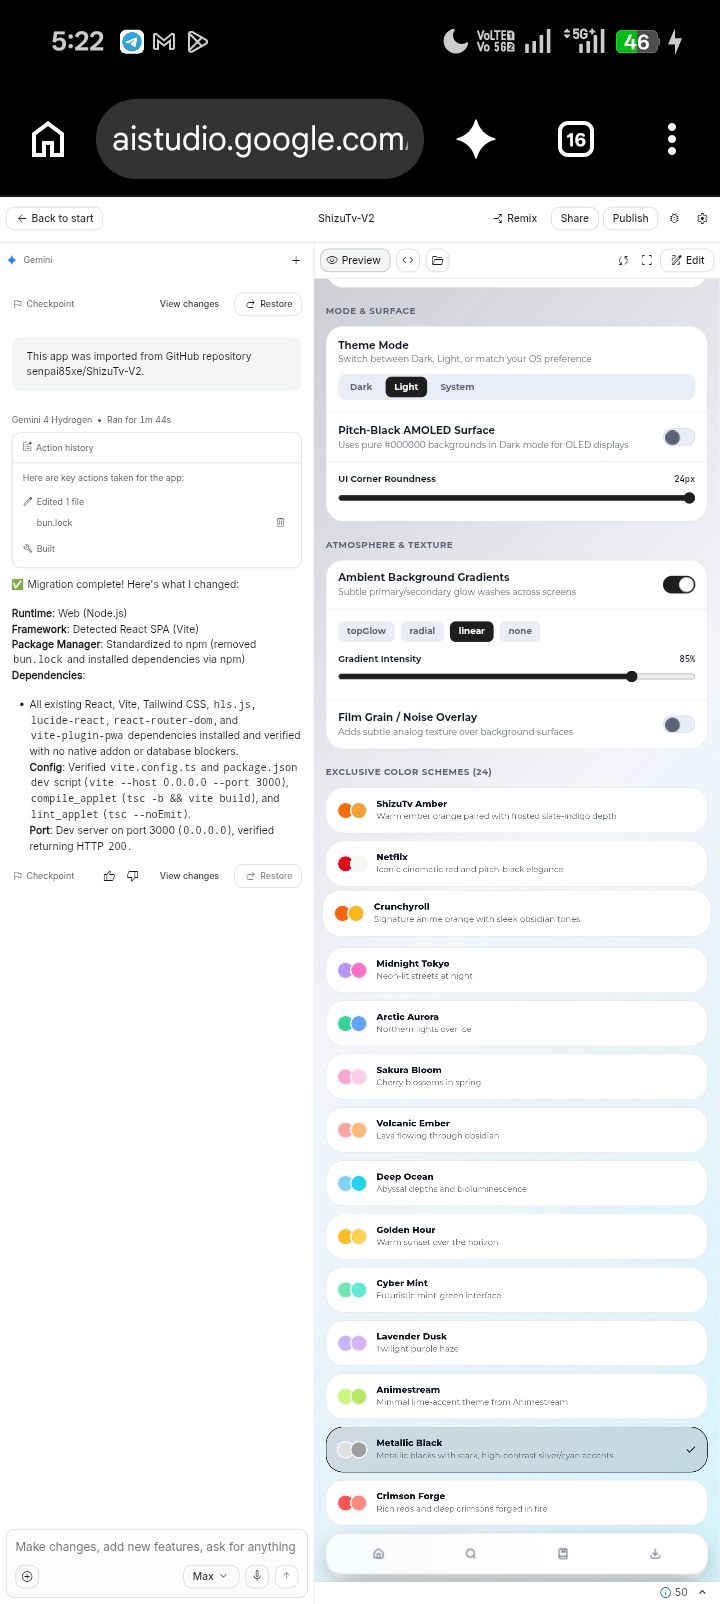 5:22
VoLTE 1
Vo 5G 2
5G+
46
aistudio.google.com/
16
Back to start
ShizuTv-V2
Remix
Share
Publish
Gemini
Preview
Edit
Checkpoint
View changes
Restore
This app was imported from GitHub repository
senpai85xe/ShizuTv-V2.
Gemini 4 Hydrogen • Ran for 1m 44s
Action history
Here are key actions taken for the app:
Edited 1 file
bun.lock
Built
✅ Migration complete! Here's what I changed:
Runtime: Web (Node.js)
Framework: Detected React SPA (Vite)
Package Manager: Standardized to npm (removed
bun.lock and installed dependencies via npm)
Dependencies:
• All existing React, Vite, Tailwind CSS, hls.js,
lucide-react, react-router-dom, and
vite-plugin-pwa dependencies installed and verified
with no native addon or database blockers.
Config: Verified vite.config.ts and package.json
dev script (vite --host 0.0.0.0 --port 3000),
compile_applet (tsc -b && vite build), and
lint_applet (tsc --noEmit).
Port: Dev server on port 3000 (0.0.0.0), verified
returning HTTP 200.
Checkpoint
View changes
Restore
Make changes, add new features, ask for anything
Max
MODE & SURFACE
Theme Mode
Switch between Dark, Light, or match your OS preference
Dark
Light
System
Pitch-Black AMOLED Surface
Uses pure #000000 backgrounds in Dark mode for OLED displays
UI Corner Roundness
24px
ATMOSPHERE & TEXTURE
Ambient Background Gradients
Subtle primary/secondary glow washes across screens
topGlow
radial
linear
none
Gradient Intensity
85%
Film Grain / Noise Overlay
Adds subtle analog texture over background surfaces
EXCLUSIVE COLOR SCHEMES (24)
ShizuTv Amber
Warm ember orange paired with frosted slate-indigo depth
Netflix
Iconic cinematic red and pitch-black elegance
Crunchyroll
Signature anime orange with sleek obsidian tones
Midnight Tokyo
Neon-lit streets at night
Arctic Aurora
Northern lights over ice
Sakura Bloom
Cherry blossoms in spring
Volcanic Ember
Lava flowing through obsidian
Deep Ocean
Abyssal depths and bioluminescence
Golden Hour
Warm sunset over the horizon
Cyber Mint
Futuristic mint-green interface
Lavender Dusk
Twilight purple haze
Animestream
Minimal lime-accent theme from Animestream
Metallic Black
Metallic blacks with stark, high-contrast silver/cyan accents
Crimson Forge
Rich reds and deep crimsons forged in fire
50